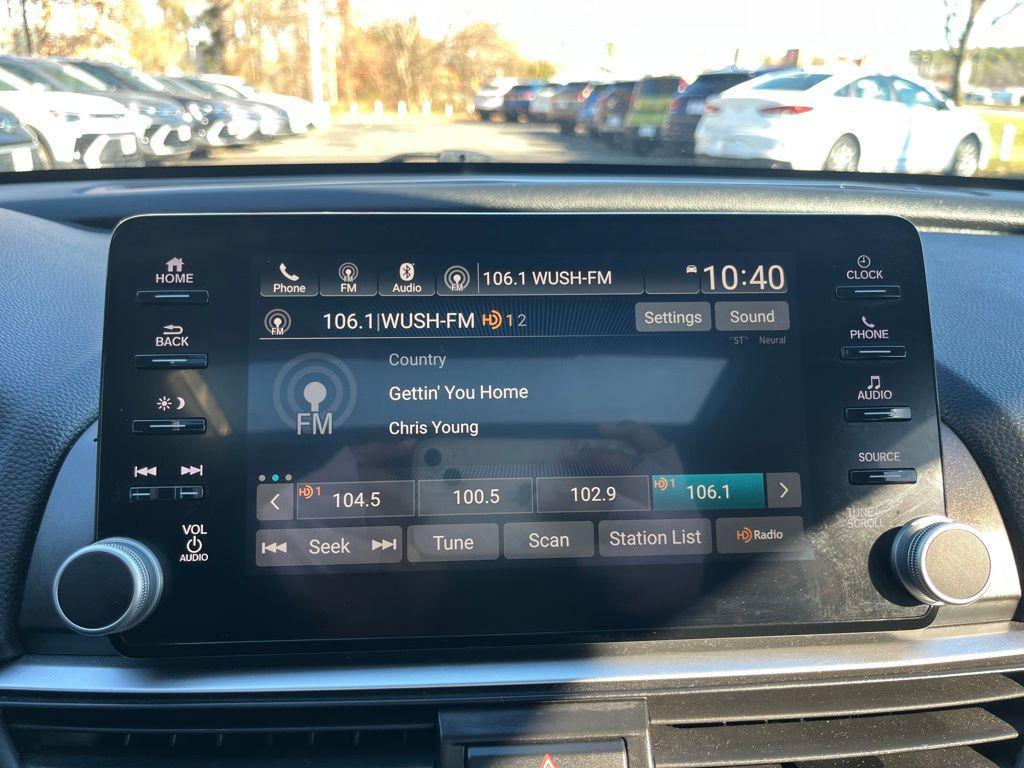 HOME
BACK
VOL
AUDIO
Phone
FM
Audio
FM
106.1 WUSH-FM
10:40
FM
106.1|WUSH-FM HD 1 2
Settings
Sound
"ST" Neural
Country
Gettin' You Home
Chris Young
FM
HD 1 104.5
100.5
102.9
HD 1 106.1
Seek
Tune
Scan
Station List
HD Radio
CLOCK
PHONE
AUDIO
SOURCE
TUNE/
SCROLL